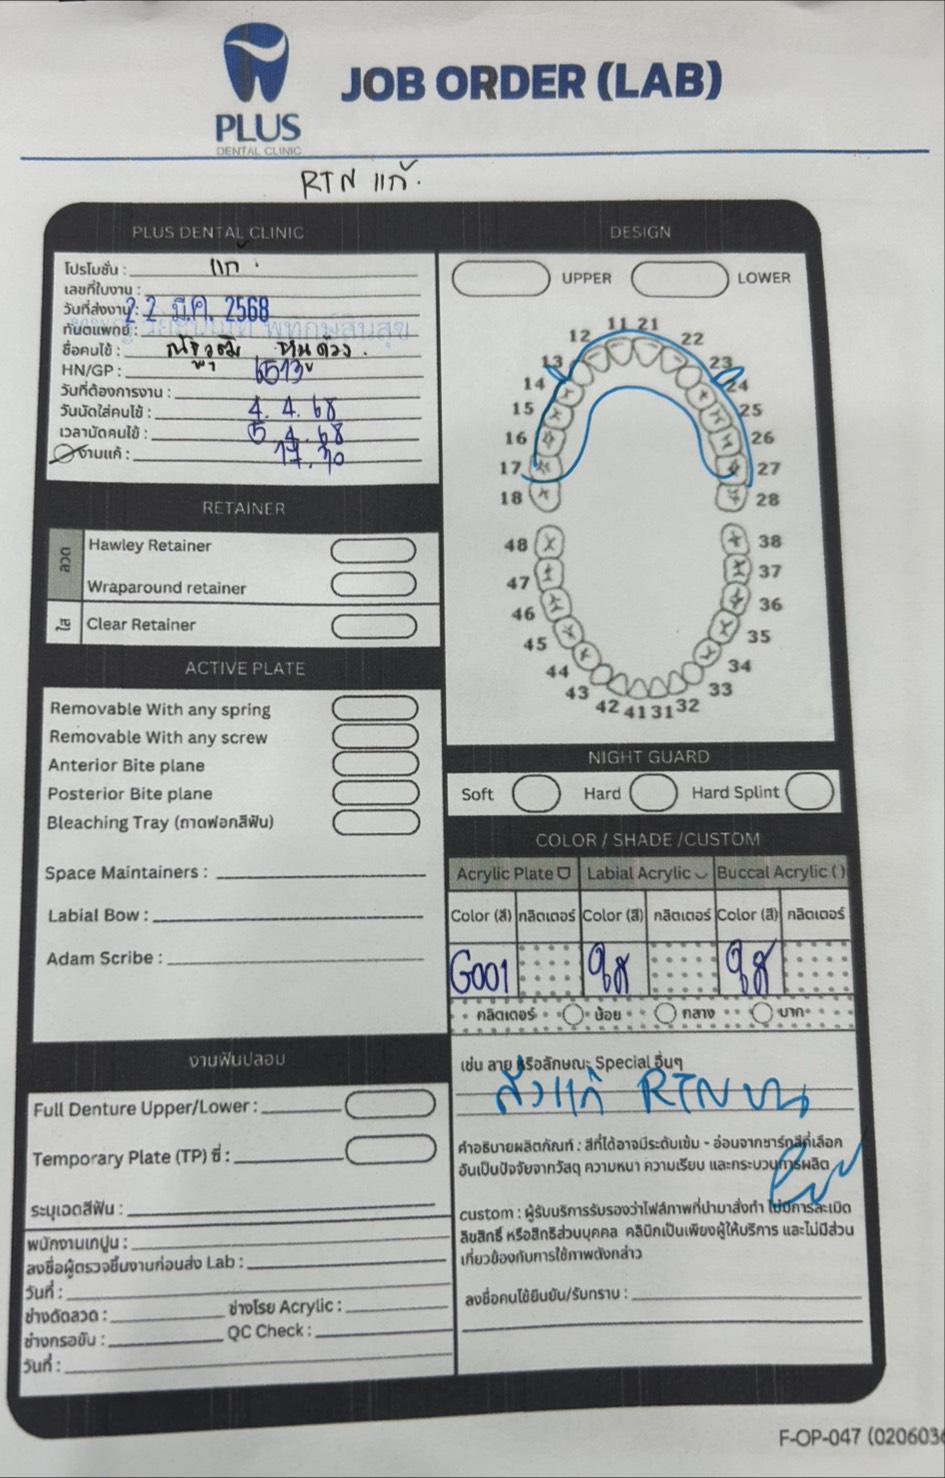 PLUS
DENTAL CLINIC
JOB ORDER (LAB)
RTN แก้.
PLUS DENTAL CLINIC
โปรโมชั่น : แก้.
เลขที่ใบงาน :
วันที่ส่งงาน : 22 มี.ค. 2568
ทันตแพทย์ :
ชื่อคนไข้ :
HN/GP :
วันที่ต้องการงาน :
วันนัดใส่คนไข้ : 4. 4. 68
เวลานัดคนไข้ : 5. 4. 68
งานแก้ :
RETAINER
ลวด
Hawley Retainer
Wraparound retainer
ใส
Clear Retainer
ACTIVE PLATE
Removable With any spring
Removable With any screw
Anterior Bite plane
Posterior Bite plane
Bleaching Tray (ถาดฟอกสีฟัน)
Space Maintainers :
Labial Bow :
Adam Scribe :
งานฟันปลอม
Full Denture Upper/Lower :
Temporary Plate (TP) ซี่ :
ระบุเฉดสีฟัน :
พนักงานเทปูน :
ลงชื่อผู้ตรวจชิ้นงานก่อนส่ง Lab :
วันที่ :
ช่างดัดลวด : ช่างโรย Acrylic :
ช่างกรอขัด : QC Check :
วันที่ :
DESIGN
UPPER LOWER
11 21
12 22
13 23
14 24
15 25
16 26
17 27
18 28
48 38
47 37
46 36
45 35
44 34
43 33
42 41 31 32
NIGHT GUARD
Soft Hard Hard Splint
COLOR / SHADE /CUSTOM
Acrylic Plate Labial Acrylic Buccal Acrylic ( )
Color (สี) กลิตเตอร์ Color (สี) กลิตเตอร์ Color (สี) กลิตเตอร์
G001 ใส ใส
กลิตเตอร์ น้อย กลาง มาก
เช่น ลาย หรือลักษณะ Special อื่นๆ
สั่งแก้ RTN บน
คำอธิบายผลิตภัณฑ์ : สีที่ได้อาจมีระดับเข้ม - อ่อนจากชาร์ทสีที่เลือก
อันเป็นปัจจัยจากวัสดุ ความหนา ความเรียบ และกระบวนการผลิต
custom : ผู้รับบริการรับรองว่าไฟล์ภาพที่นำมาสั่งทำ ไม่มีการละเมิด
ลิขสิทธิ์ หรือสิทธิส่วนบุคคล คลินิกเป็นเพียงผู้ให้บริการ และไม่มีส่วน
เกี่ยวข้องกับการใช้ภาพดังกล่าว
ลงชื่อคนไข้ยืนยัน/รับทราบ :
F-OP-047 (0206036